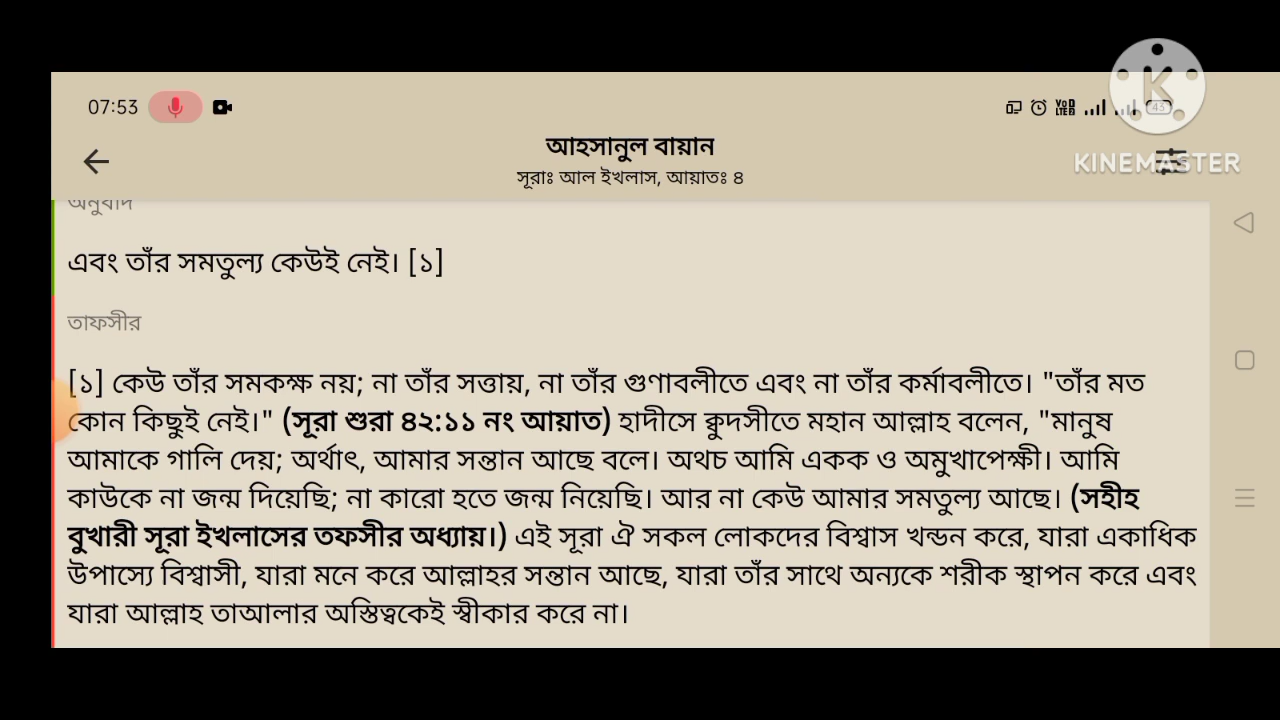 07:53
VoD LTE2
43
আহসানুল বায়ান
সূরাঃ আল ইখলাস, আয়াতঃ ৪
KINEMASTER
অনুবাদ
এবং তাঁর সমতুল্য কেউই নেই। [১]
তাফসীর
[১] কেউ তাঁর সমকক্ষ নয়; না তাঁর সত্তায়, না তাঁর গুণাবলীতে এবং না তাঁর কর্মাবলীতে। "তাঁর মত
কোন কিছুই নেই।" (সূরা শুরা ৪২:১১ নং আয়াত) হাদীসে ক্বুদসীতে মহান আল্লাহ বলেন, "মানুষ
আমাকে গালি দেয়; অর্থাৎ, আমার সন্তান আছে বলে। অথচ আমি একক ও অমুখাপেক্ষী। আমি
কাউকে না জন্ম দিয়েছি; না কারো হতে জন্ম নিয়েছি। আর না কেউ আমার সমতুল্য আছে। (সহীহ
বুখারী সূরা ইখলাসের তফসীর অধ্যায়।) এই সূরা ঐ সকল লোকদের বিশ্বাস খন্ডন করে, যারা একাধিক
উপাস্যে বিশ্বাসী, যারা মনে করে আল্লাহর সন্তান আছে, যারা তাঁর সাথে অন্যকে শরীক স্থাপন করে এবং
যারা আল্লাহ তাআলার অস্তিত্বকেই স্বীকার করে না।